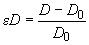 εD = (D − D₀) / D₀